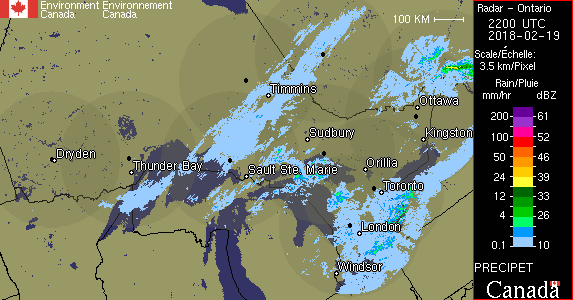 Environment Environnement
Canada Canada
100 KM
Timmins
Ottawa
Sudbury
Kingston
Dryden
Thunder Bay
Sault Ste. Marie
Orillia
Toronto
London
Windsor
Radar - Ontario
2200 UTC
2018-02-19
Scale/Échelle:
3.5 km/Pixel
Rain/Pluie
mm/hr dBZ
200 61
100 52
50 46
24 39
12 33
4 26
0.1 10
PRECIPET
Canada